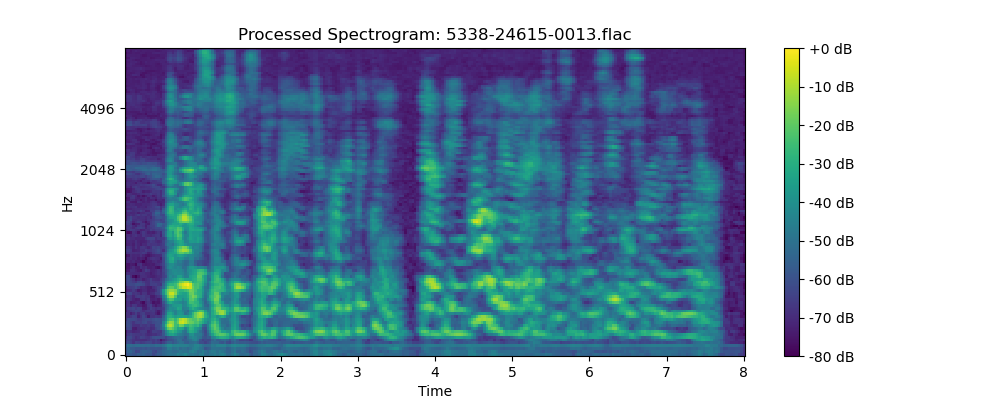 Processed Spectrogram: 5338-24615-0013.flac
Hz
4096
2048
1024
512
0
0 1 2 3 4 5 6 7 8
Time
+0 dB
-10 dB
-20 dB
-30 dB
-40 dB
-50 dB
-60 dB
-70 dB
-80 dB